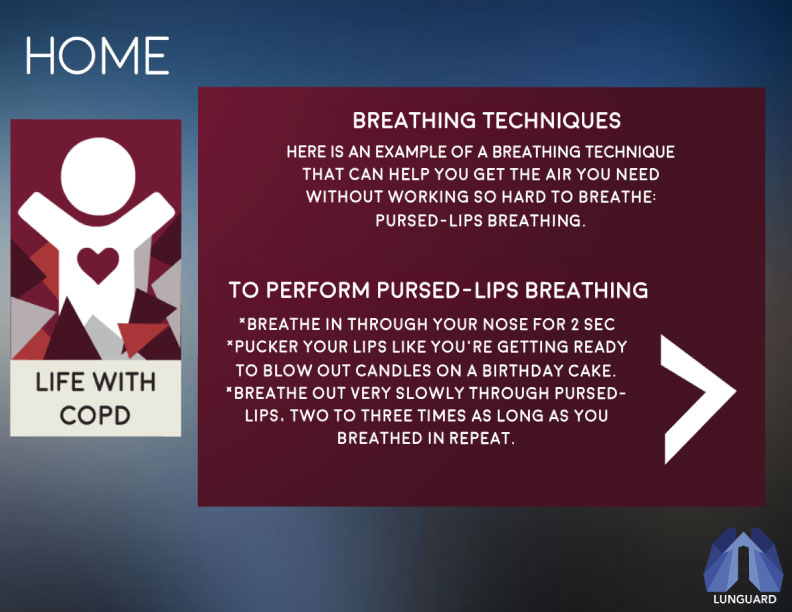 HOME
BREATHING TECHNIQUES
HERE IS AN EXAMPLE OF A BREATHING TECHNIQUE
THAT CAN HELP YOU GET THE AIR YOU NEED
WITHOUT WORKING SO HARD TO BREATHE:
PURSED-LIPS BREATHING.
TO PERFORM PURSED-LIPS BREATHING
*BREATHE IN THROUGH YOUR NOSE FOR 2 SEC
*PUCKER YOUR LIPS LIKE YOU'RE GETTING READY
TO BLOW OUT CANDLES ON A BIRTHDAY CAKE.
*BREATHE OUT VERY SLOWLY THROUGH PURSED-
LIPS, TWO TO THREE TIMES AS LONG AS YOU
BREATHED IN REPEAT.
LIFE WITH
COPD
LUNGUARD